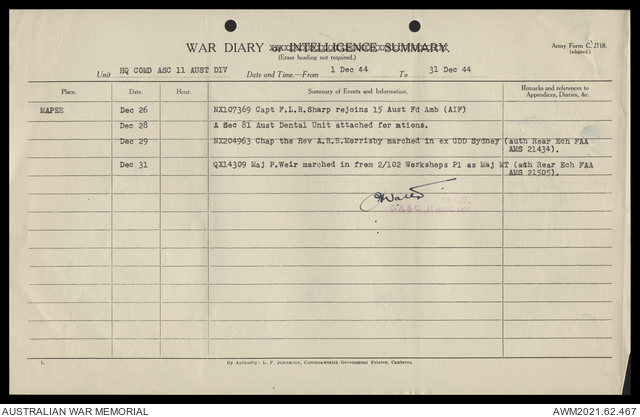 WAR DIARY or INTELLIGENCE SUMMARY.
(Erase heading not required.)
Army Form C. 2118.
(adapted.)
Unit HQ COMD ASC 11 AUST DIV Date and Time.—From 1 Dec 44 To 31 Dec 44
Place. Date. Hour. Summary of Events and Information. Remarks and references to Appendices, Diaries, &c.
MAPEE Dec 26 NX107369 Capt F.L.R.Sharp rejoins 15 Aust Fd Amb (AIF)
Dec 28 A Sec 81 Aust Dental Unit attached for rations.
Dec 29 NX204963 Chap the Rev A.R.S.Morrisby marched in ex GDD Sydney (auth Rear Ech FAA
AMS 21434).
Dec 31 QX14309 Maj P.Weir marched in from 2/102 Workshops Pl as Maj MT (auth Rear Ech FAA
AMS 21505).
1. By Authority: L. F. Johnston, Commonwealth Government Printer, Canberra.
AUSTRALIAN WAR MEMORIAL AWM2021.62.467